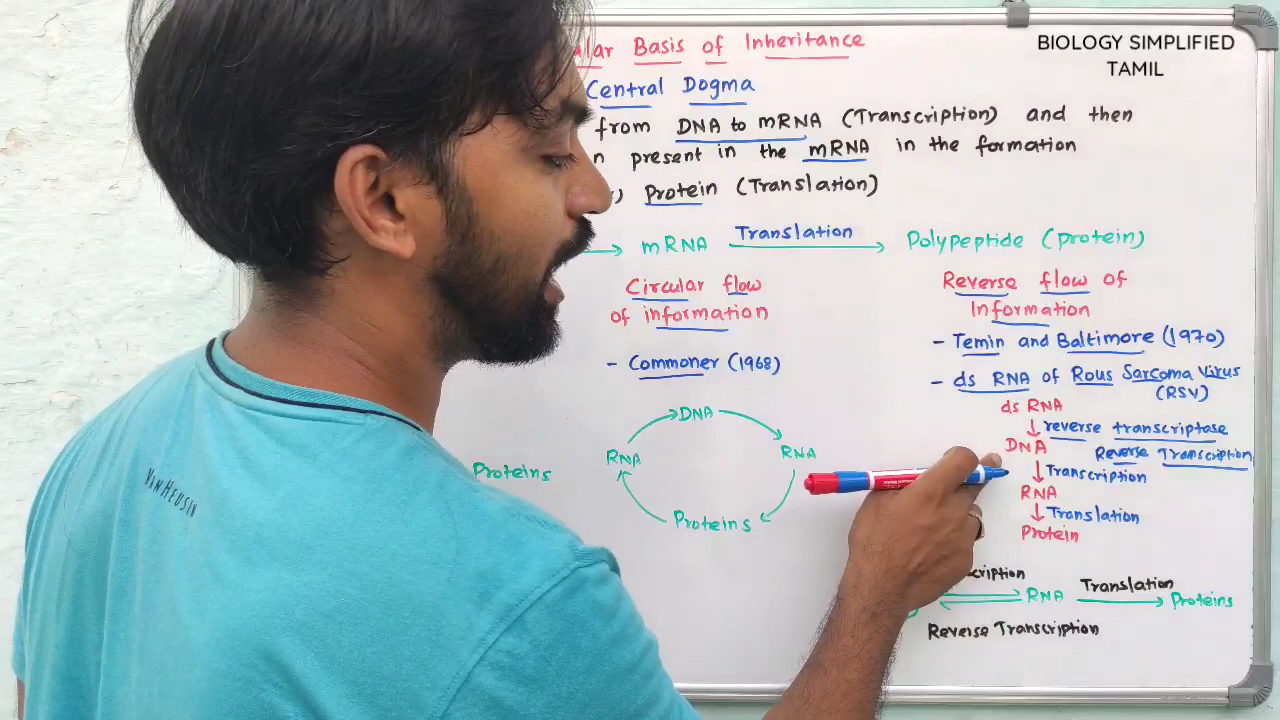 Basis of Inheritance
BIOLOGY SIMPLIFIED
TAMIL
Central Dogma
from DNA to mRNA (Transcription) and then
present in the mRNA in the formation
Protein (Translation)
mRNA Translation Polypeptide (protein)
Circular flow
of information
- Commoner (1968)
DNA
RNA
RNA
Proteins
Proteins
Reverse flow of
Information
- Temin and Baltimore (1970)
- ds RNA of Rous Sarcoma Virus
(RSV)
ds RNA
reverse transcriptase
DNA
Reverse Transcription
Transcription
RNA
Translation
Protein
Translation
RNA Proteins
Reverse Transcription
VAN HEUSEN